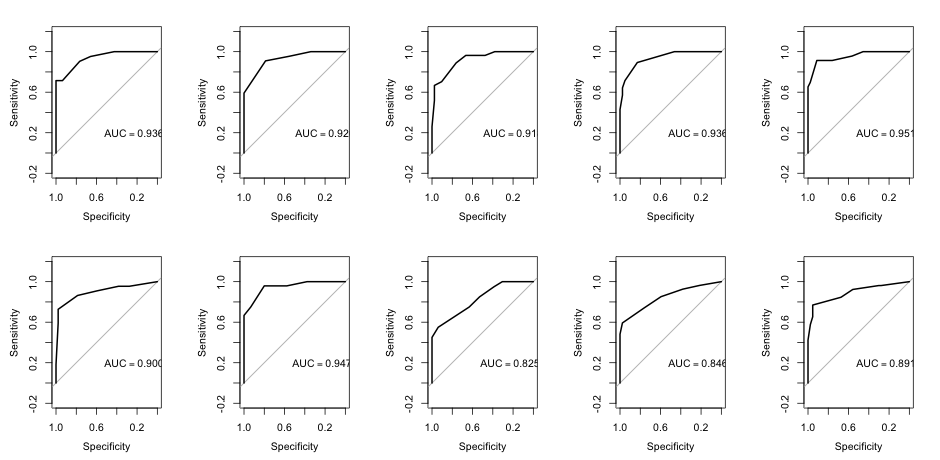 Sensitivity
-0.2 0.2 0.6 1.0
AUC = 0.936
1.0 0.6 0.2
Specificity
Sensitivity
-0.2 0.2 0.6 1.0
AUC = 0.92
1.0 0.6 0.2
Specificity
Sensitivity
-0.2 0.2 0.6 1.0
AUC = 0.91
1.0 0.6 0.2
Specificity
Sensitivity
-0.2 0.2 0.6 1.0
AUC = 0.936
1.0 0.6 0.2
Specificity
Sensitivity
-0.2 0.2 0.6 1.0
AUC = 0.951
1.0 0.6 0.2
Specificity
Sensitivity
-0.2 0.2 0.6 1.0
AUC = 0.900
1.0 0.6 0.2
Specificity
Sensitivity
-0.2 0.2 0.6 1.0
AUC = 0.947
1.0 0.6 0.2
Specificity
Sensitivity
-0.2 0.2 0.6 1.0
AUC = 0.825
1.0 0.6 0.2
Specificity
Sensitivity
-0.2 0.2 0.6 1.0
AUC = 0.846
1.0 0.6 0.2
Specificity
Sensitivity
-0.2 0.2 0.6 1.0
AUC = 0.891
1.0 0.6 0.2
Specificity